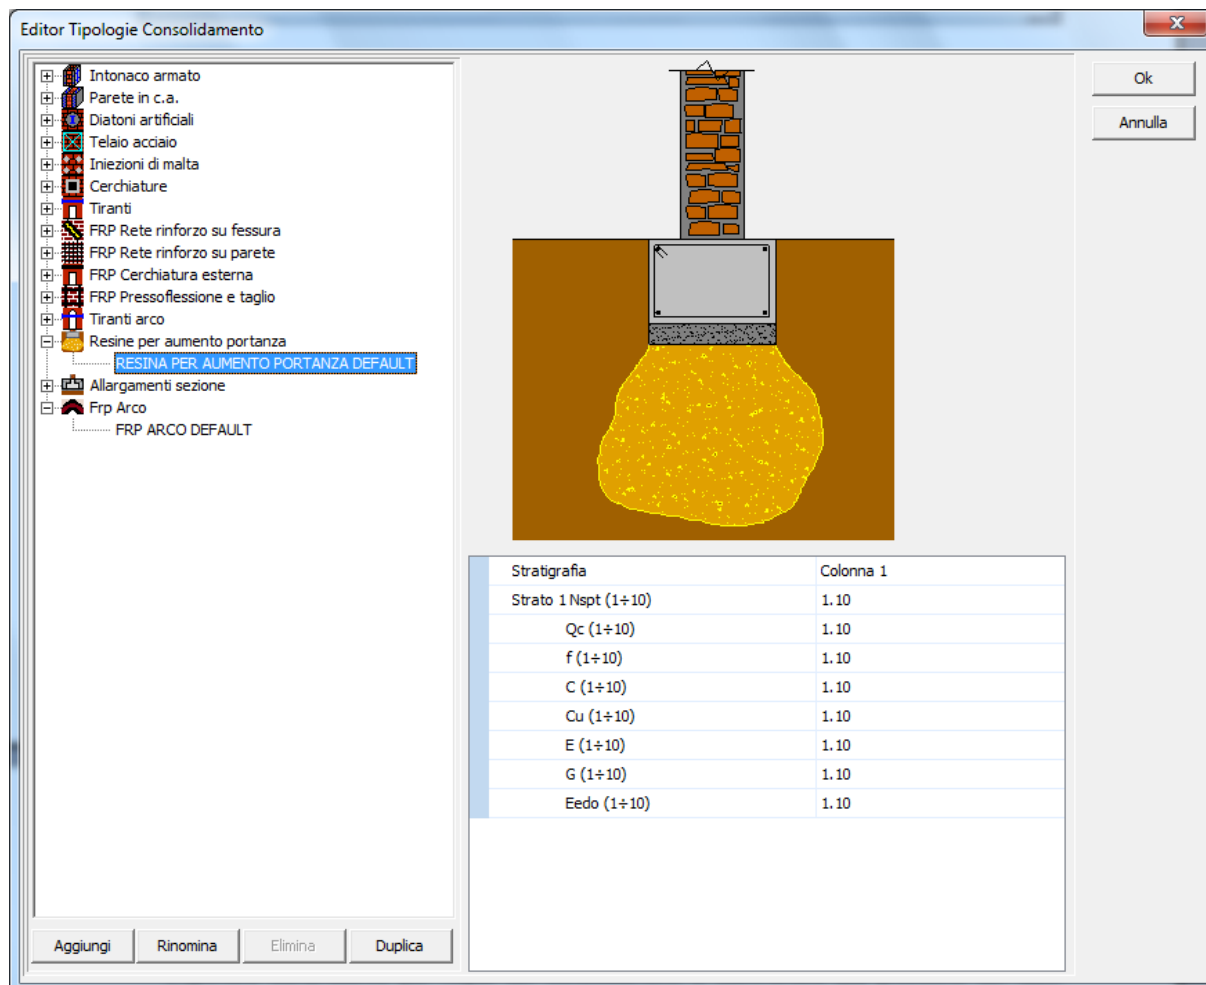 Editor Tipologie Consolidamento
Intonaco armato
Parete in c.a.
Diatoni artificiali
Telaio acciaio
Iniezioni di malta
Cerchiature
Tiranti
FRP Rete rinforzo su fessura
FRP Rete rinforzo su parete
FRP Cerchiatura esterna
FRP Pressoflessione e taglio
Tiranti arco
Resine per aumento portanza
RESINA PER AUMENTO PORTANZA DEFAULT
Allargamenti sezione
Frp Arco
FRP ARCO DEFAULT
Aggiungi Rinomina Elimina Duplica
Stratigrafia Colonna 1
Strato 1 Nspt (1÷10) 1.10
Qc (1÷10) 1.10
f (1÷10) 1.10
C (1÷10) 1.10
Cu (1÷10) 1.10
E (1÷10) 1.10
G (1÷10) 1.10
Eedo (1÷10) 1.10
Ok
Annulla